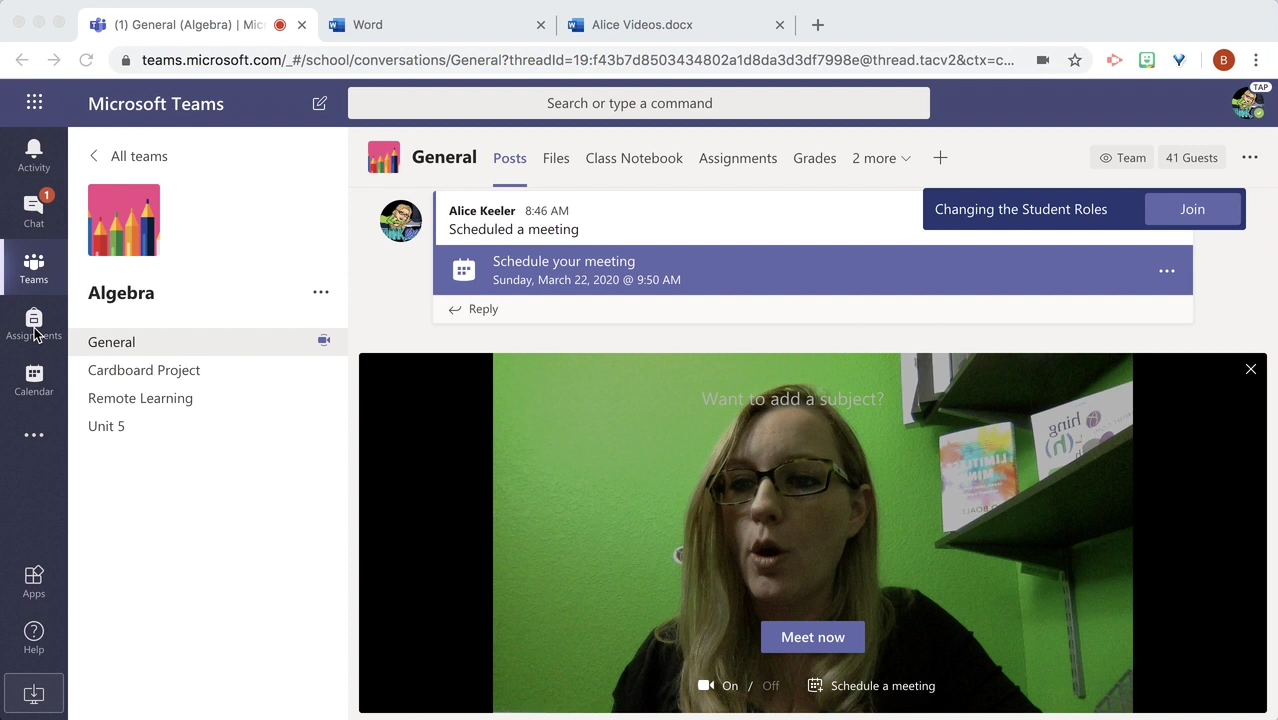 (1) General (Algebra) | Mic
Word
Alice Videos.docx
teams.microsoft.com/_#/school/conversations/General?threadId=19:f43b7d8503434802a1d8da3d3df7998e@thread.tacv2&ctx=c...
B
Microsoft Teams
Search or type a command
TAP
Activity
1
Chat
Teams
Assignments
Calendar
Apps
Help
All teams
Algebra
General
Cardboard Project
Remote Learning
Unit 5
General
Posts
Files
Class Notebook
Assignments
Grades
2 more
Team
41 Guests
Changing the Student Roles
Join
Alice Keeler 8:46 AM
Scheduled a meeting
Schedule your meeting
Sunday, March 22, 2020 @ 9:50 AM
Reply
Want to add a subject?
LIMITLESS
MIND
Meet now
On / Off
Schedule a meeting